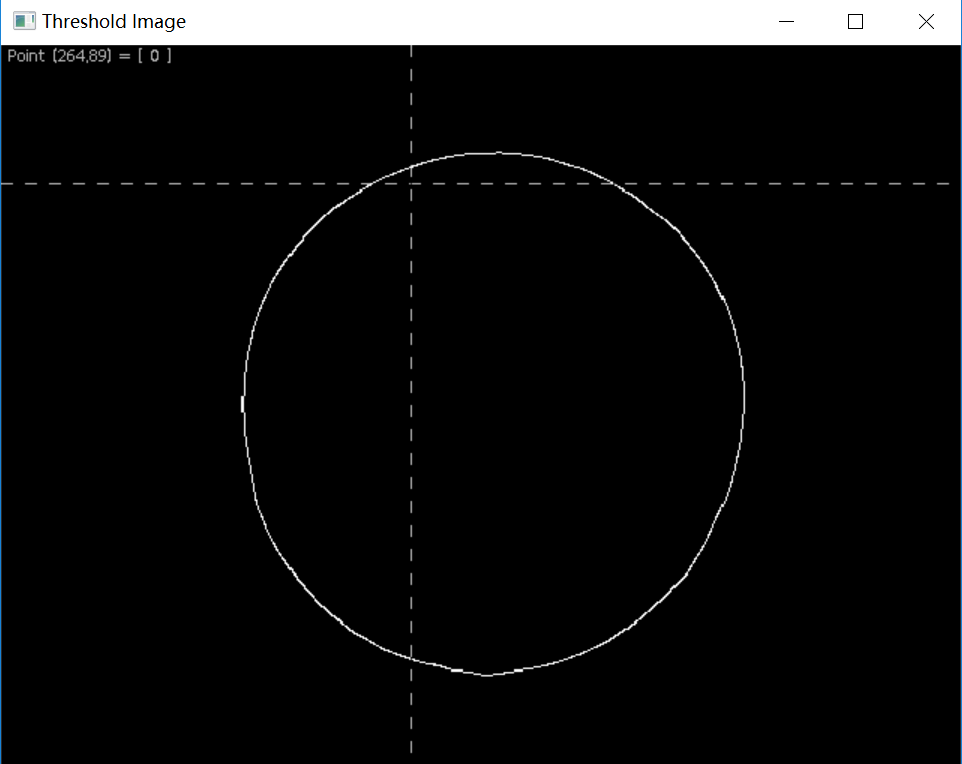 Threshold Image
Point (264,89) = [ 0 ]